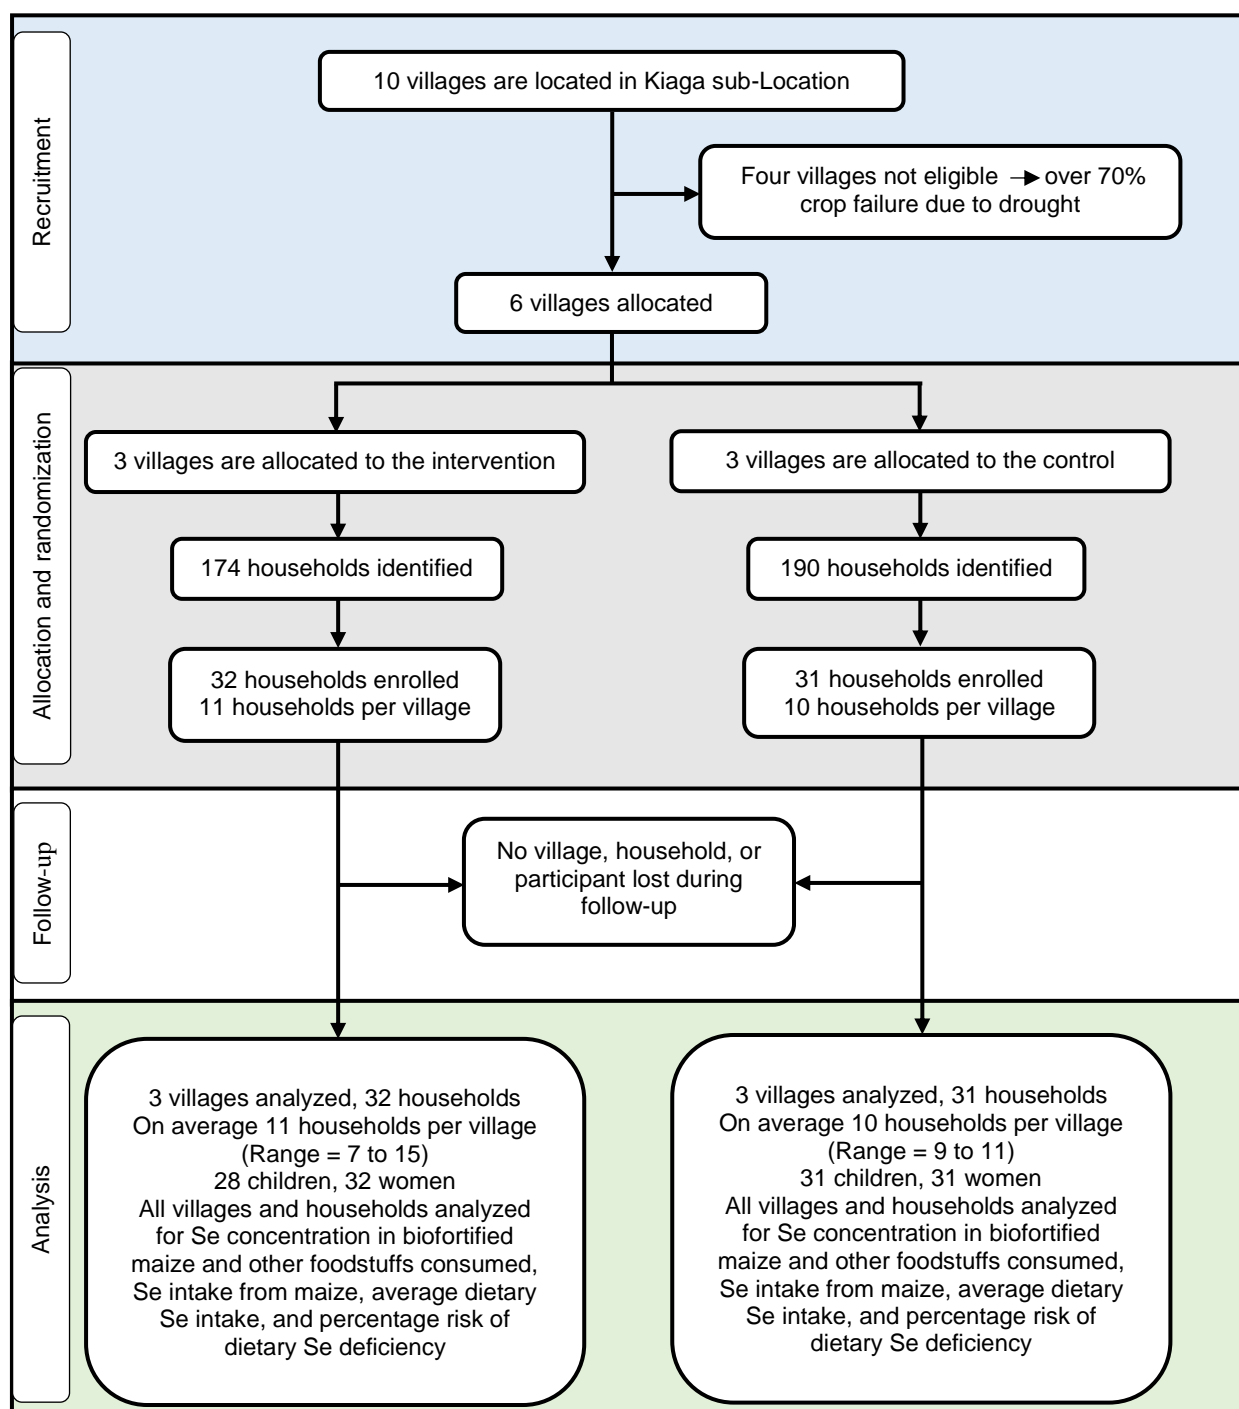 Recruitment
10 villages are located in Kiaga sub-Location
Four villages not eligible → over 70%
crop failure due to drought
6 villages allocated
Allocation and randomization
3 villages are allocated to the intervention
3 villages are allocated to the control
174 households identified
190 households identified
32 households enrolled
11 households per village
31 households enrolled
10 households per village
Follow-up
No village, household, or
participant lost during
follow-up
Analysis
3 villages analyzed, 32 households
On average 11 households per village
(Range = 7 to 15)
28 children, 32 women
All villages and households analyzed
for Se concentration in biofortified
maize and other foodstuffs consumed,
Se intake from maize, average dietary
Se intake, and percentage risk of
dietary Se deficiency
3 villages analyzed, 31 households
On average 10 households per village
(Range = 9 to 11)
31 children, 31 women
All villages and households analyzed
for Se concentration in biofortified
maize and other foodstuffs consumed,
Se intake from maize, average dietary
Se intake, and percentage risk of
dietary Se deficiency